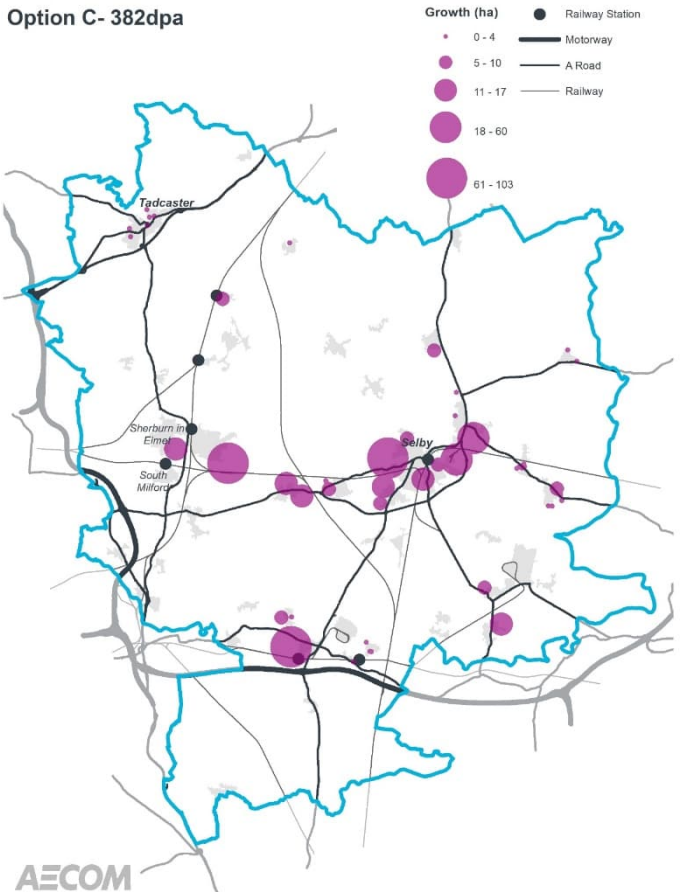 Option C- 382dpa
Growth (ha)
0 - 4
5 - 10
11 - 17
18 - 60
61 - 103
Railway Station
Motorway
A Road
Railway
Tadcaster
Sherburn in
Elmet
South
Milford
Selby
AECOM